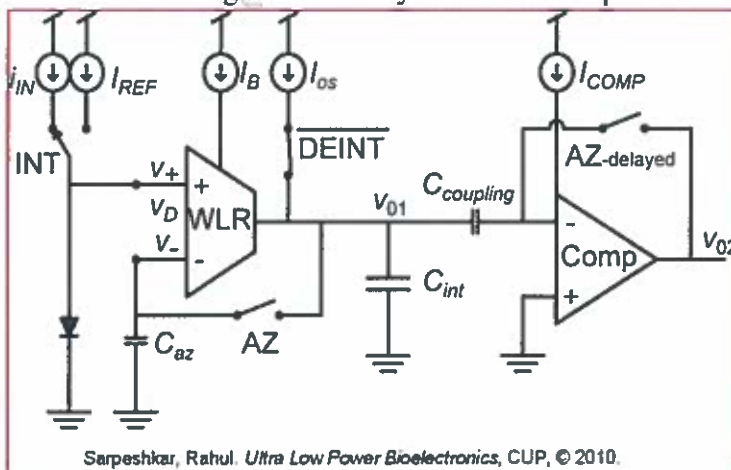 i_IN I_REF I_B I_os I_COMP
INT DEINT AZ-delayed
V+ C_coupling
V_D WLR V_01 -
V_- Comp V_02
+
-
C_int +
C_az AZ
Sarpeshkar, Rahul. Ultra Low Power Bioelectronics, CUP, © 2010.